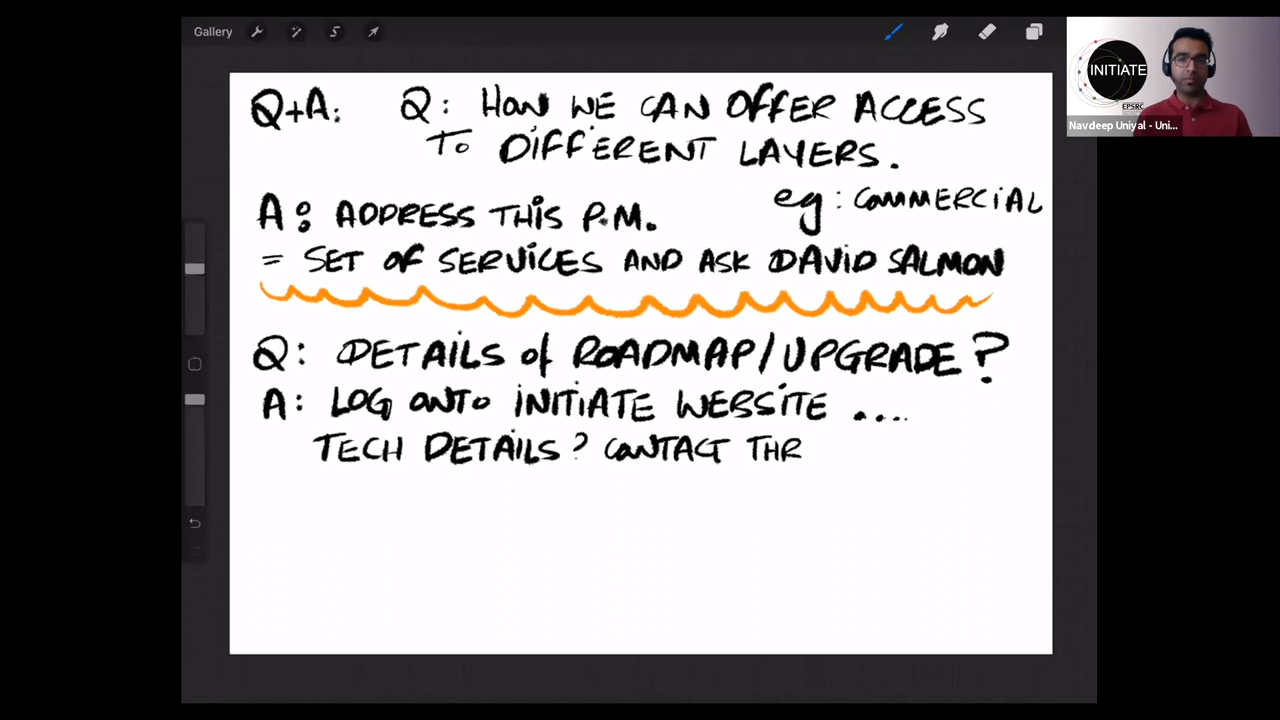 Gallery
INITIATE
EPSRC
Navdeep Uniyal - Uni...
Q+A: Q: HOW WE CAN OFFER ACCESS
TO DIFFERENT LAYERS.
eg: COMMERCIAL
A: ADDRESS THIS P.M.
= SET OF SERVICES AND ASK DAVID SALMON
Q: DETAILS of ROADMAP/UPGRADE?
A: LOG ONTO INITIATE WEBSITE ....
TECH DETAILS? CONTACT THR